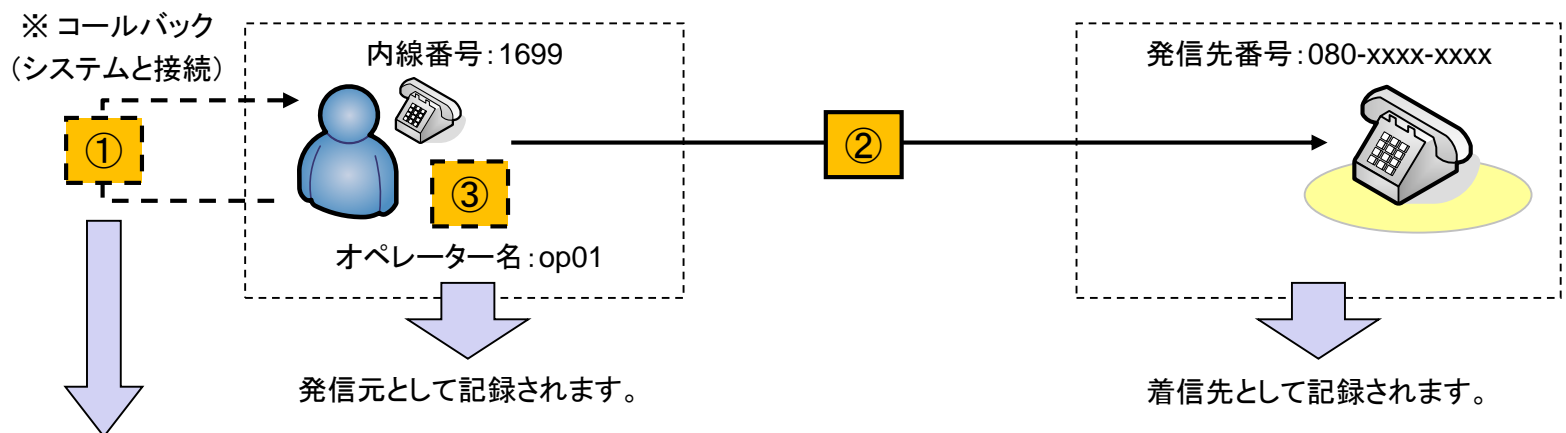 ※ コールバック
（システムと接続）
内線番号：1699
発信先番号：080-xxxx-xxxx
①
②
③
オペレーター名：op01
発信元として記録されます。
着信先として記録されます。